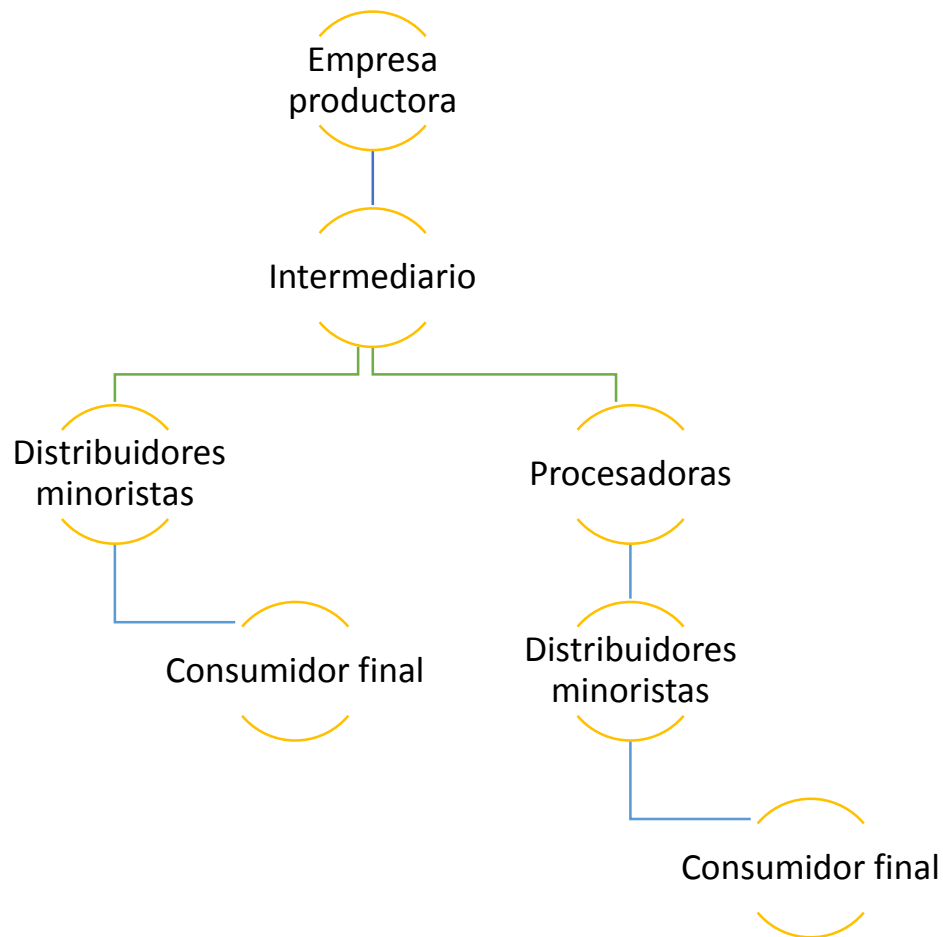 Empresa
productora
Intermediario
Distribuidores
minoristas
Procesadoras
Consumidor final
Distribuidores
minoristas
Consumidor final